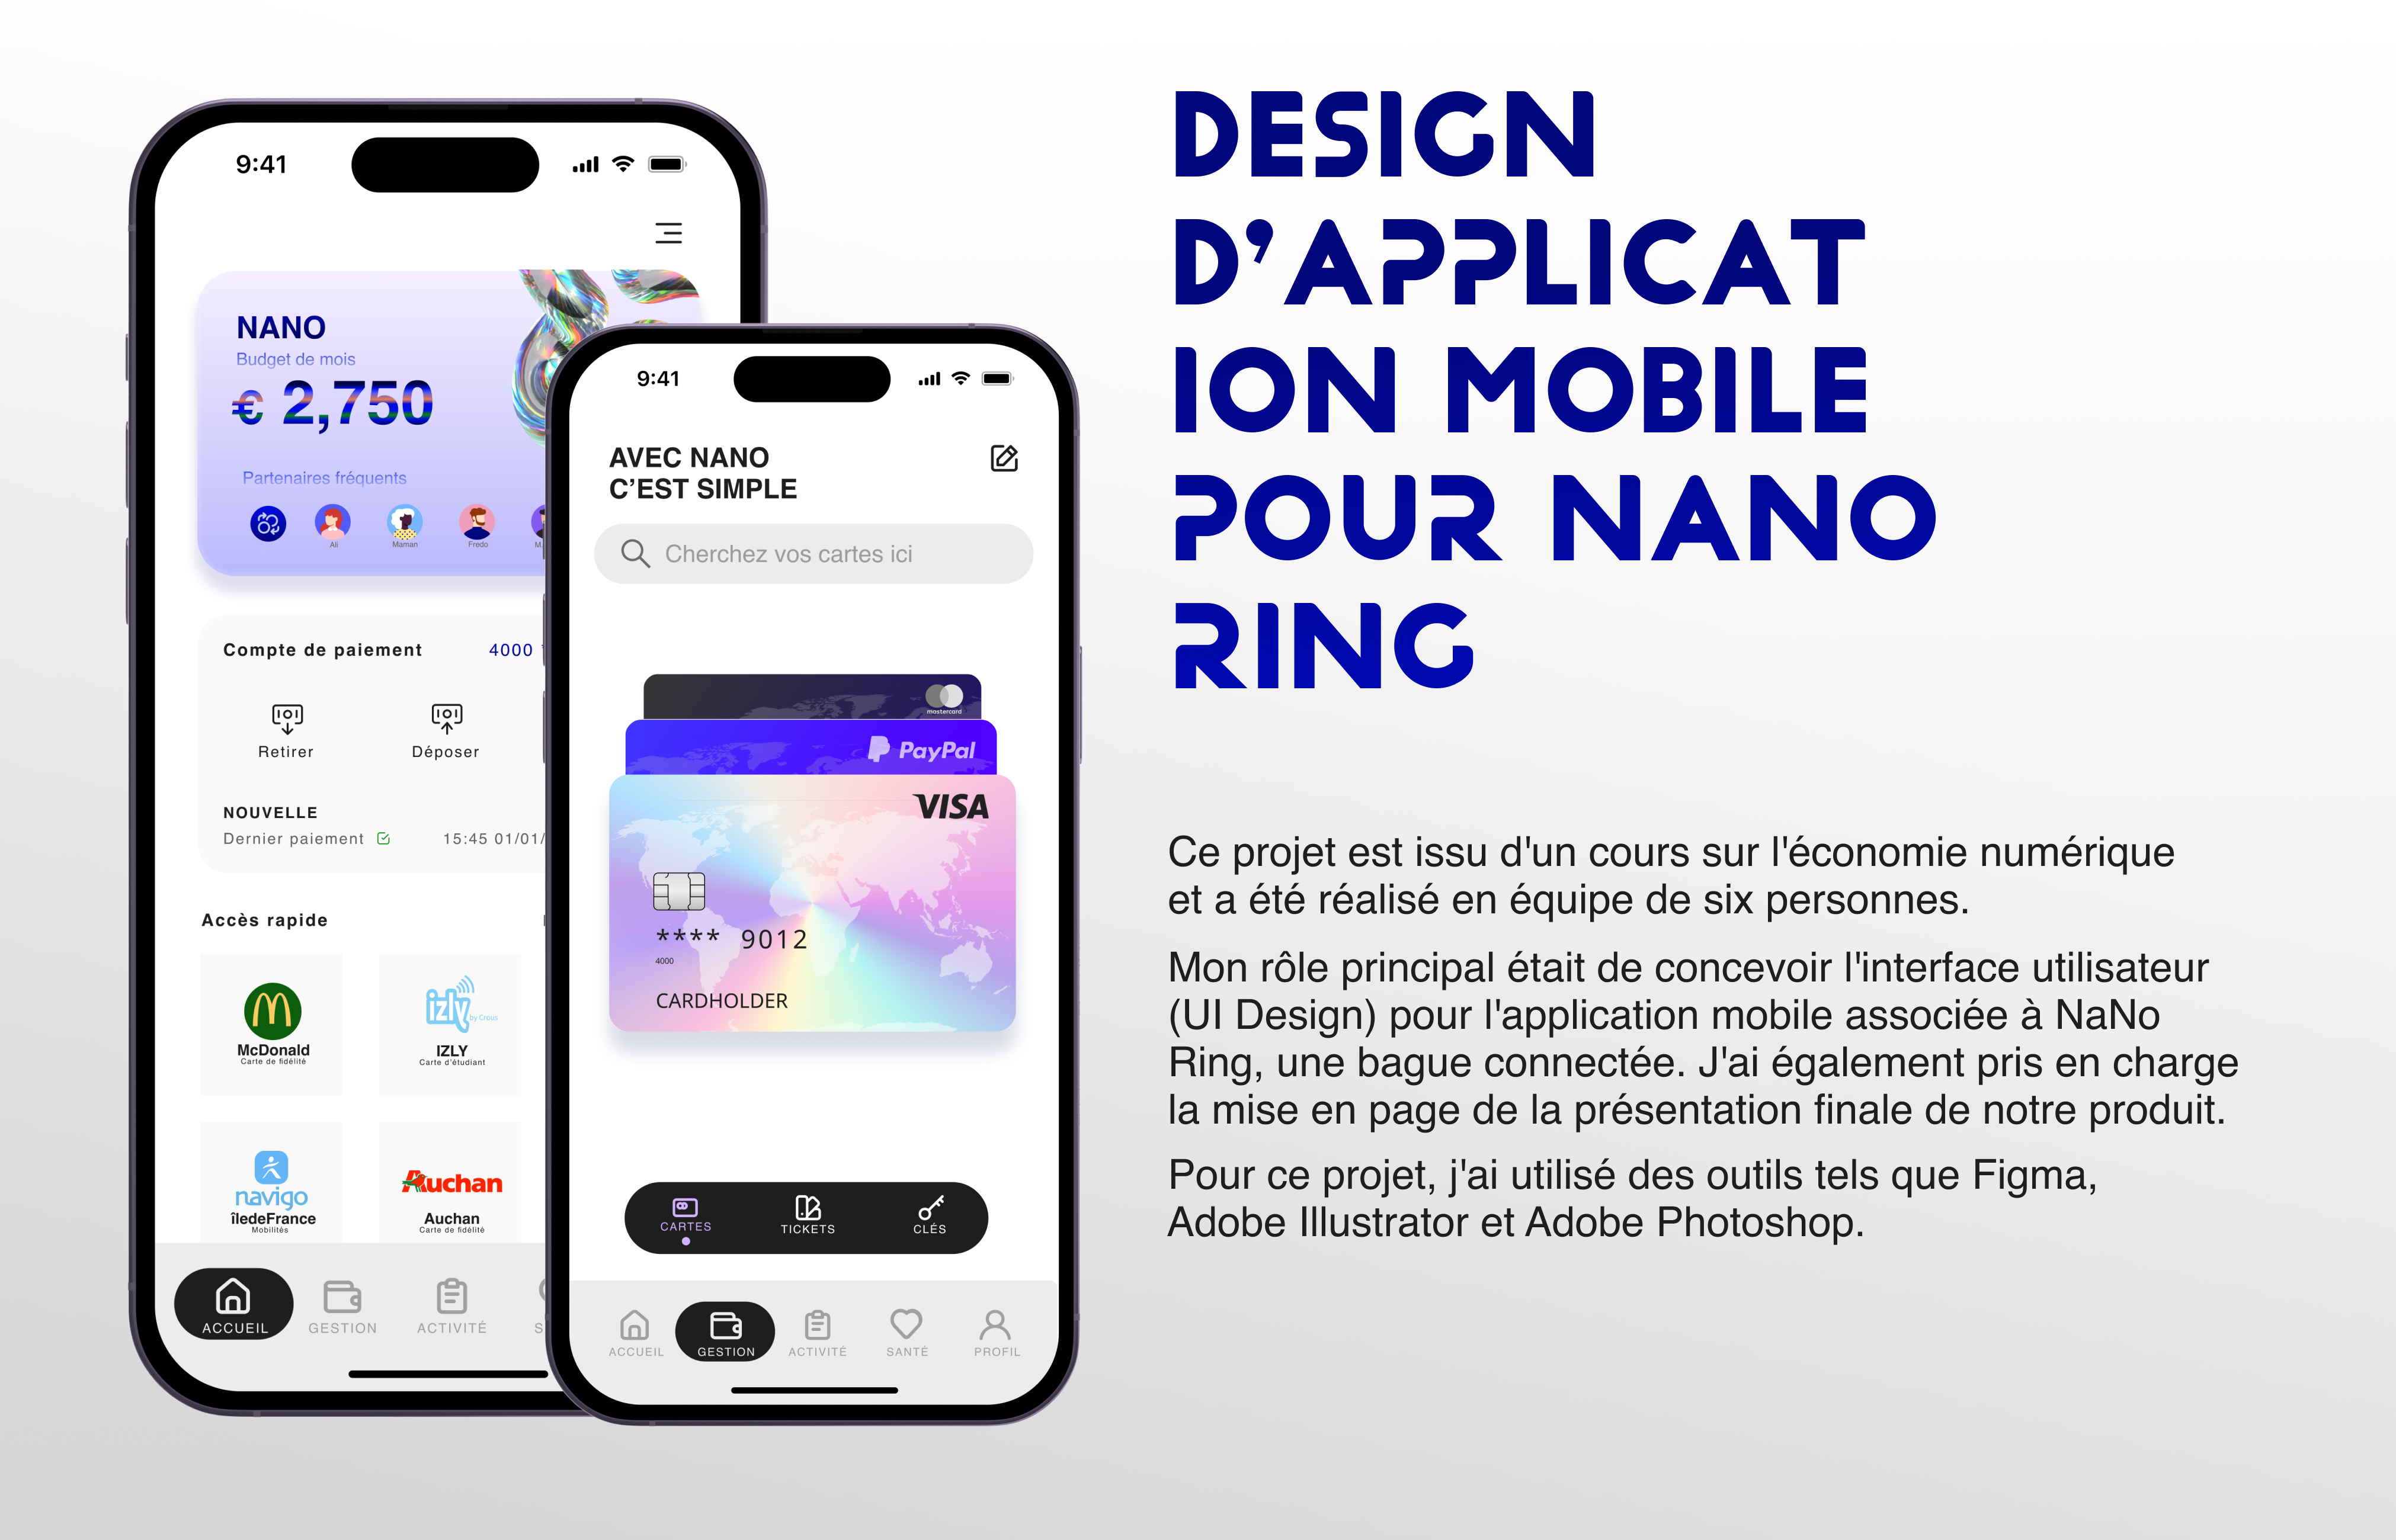 9:41
NANO
Budget de mois
€ 2,750
Partenaires fréquents
Ali
Maman
Fredo
Compte de paiement
4000
Retirer
Déposer
NOUVELLE
Dernier paiement
15:45 01/01/
Accès rapide
McDonald
Carte de fidélité
izly
by Crous
IZLY
Carte d'étudiant
navigo
îledeFrance
Mobilités
Auchan
Auchan
Carte de fidélité
ACCUEIL
GESTION
ACTIVITÉ
S
9:41
AVEC NANO
C'EST SIMPLE
Cherchez vos cartes ici
mastercard
PayPal
VISA
**** 9012
4000
CARDHOLDER
CARTES
TICKETS
CLÉS
ACCUEIL
GESTION
ACTIVITÉ
SANTÉ
PROFIL
DESIGN
D’APPLICAT
ION MOBILE
POUR NANO
RING
Ce projet est issu d'un cours sur l'économie numérique
et a été réalisé en équipe de six personnes.
Mon rôle principal était de concevoir l'interface utilisateur
(UI Design) pour l'application mobile associée à NaNo
Ring, une bague connectée. J'ai également pris en charge
la mise en page de la présentation finale de notre produit.
Pour ce projet, j'ai utilisé des outils tels que Figma,
Adobe Illustrator et Adobe Photoshop.